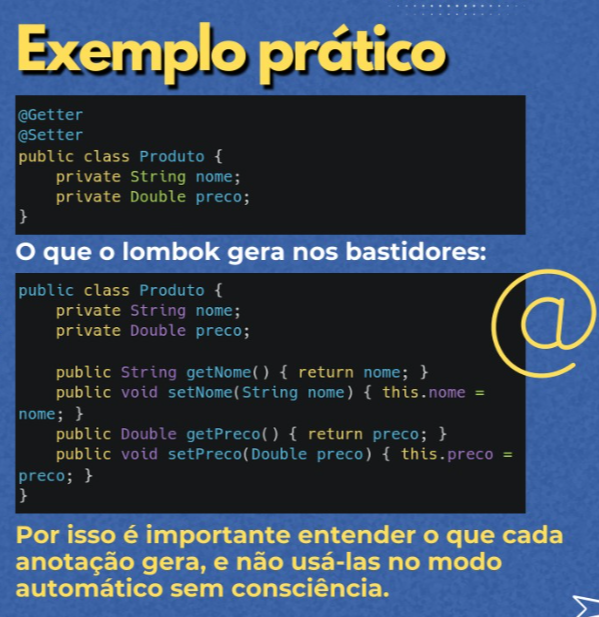 Exemplo prático
@Getter
@Setter
public class Produto {
    private String nome;
    private Double preco;
}
O que o lombok gera nos bastidores:
public class Produto {
    private String nome;
    private Double preco;

    public String getNome() { return nome; }
    public void setNome(String nome) { this.nome =
nome; }
    public Double getPreco() { return preco; }
    public void setPreco(Double preco) { this.preco =
preco; }
}
@
Por isso é importante entender o que cada
anotação gera, e não usá-las no modo
automático sem consciência.